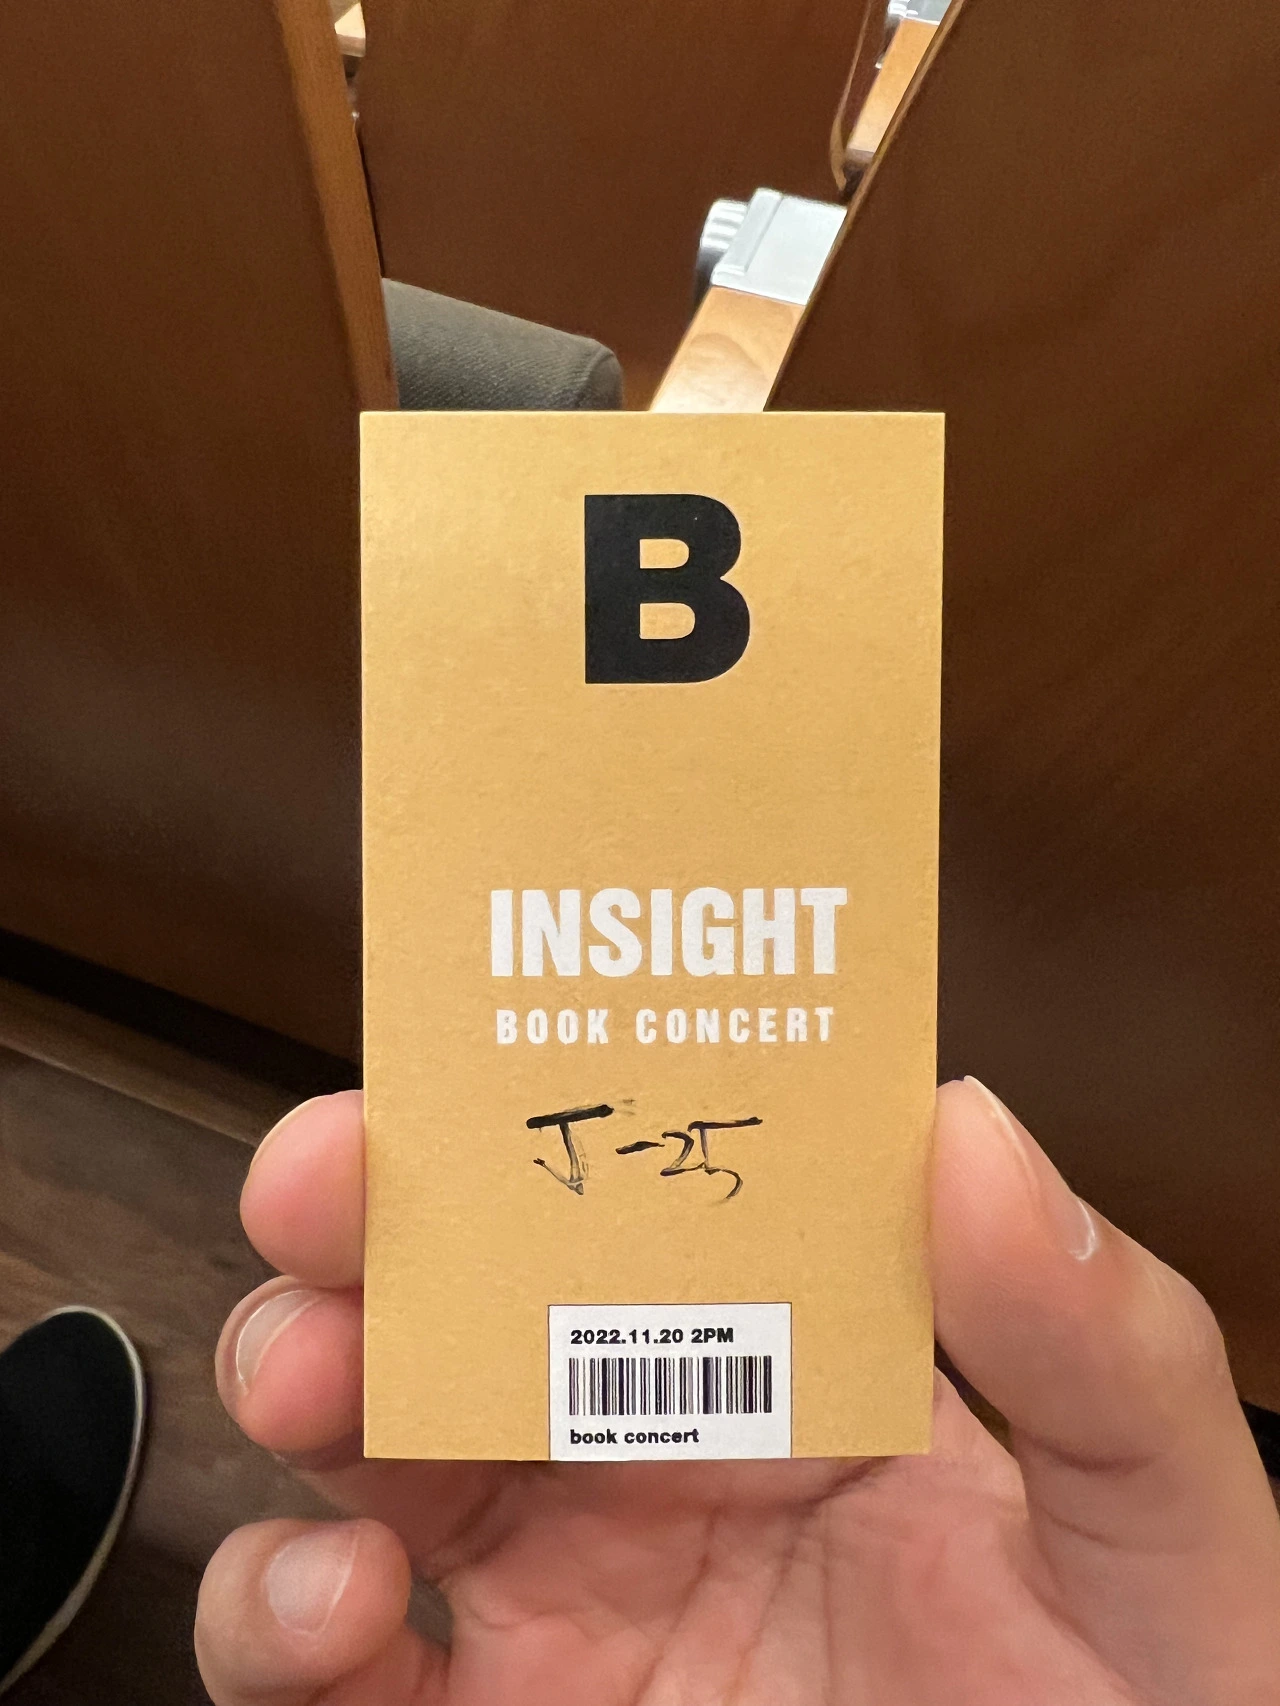 B
INSIGHT
BOOK CONCERT
J-25
2022.11.20 2PM
book concert